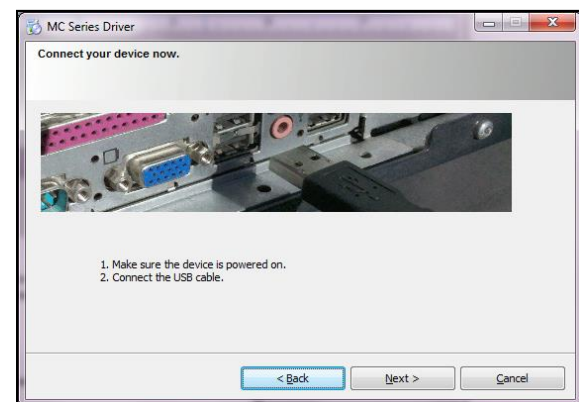 MC Series Driver
Connect your device now.
1. Make sure the device is powered on.
2. Connect the USB cable.
< Back
Next >
Cancel